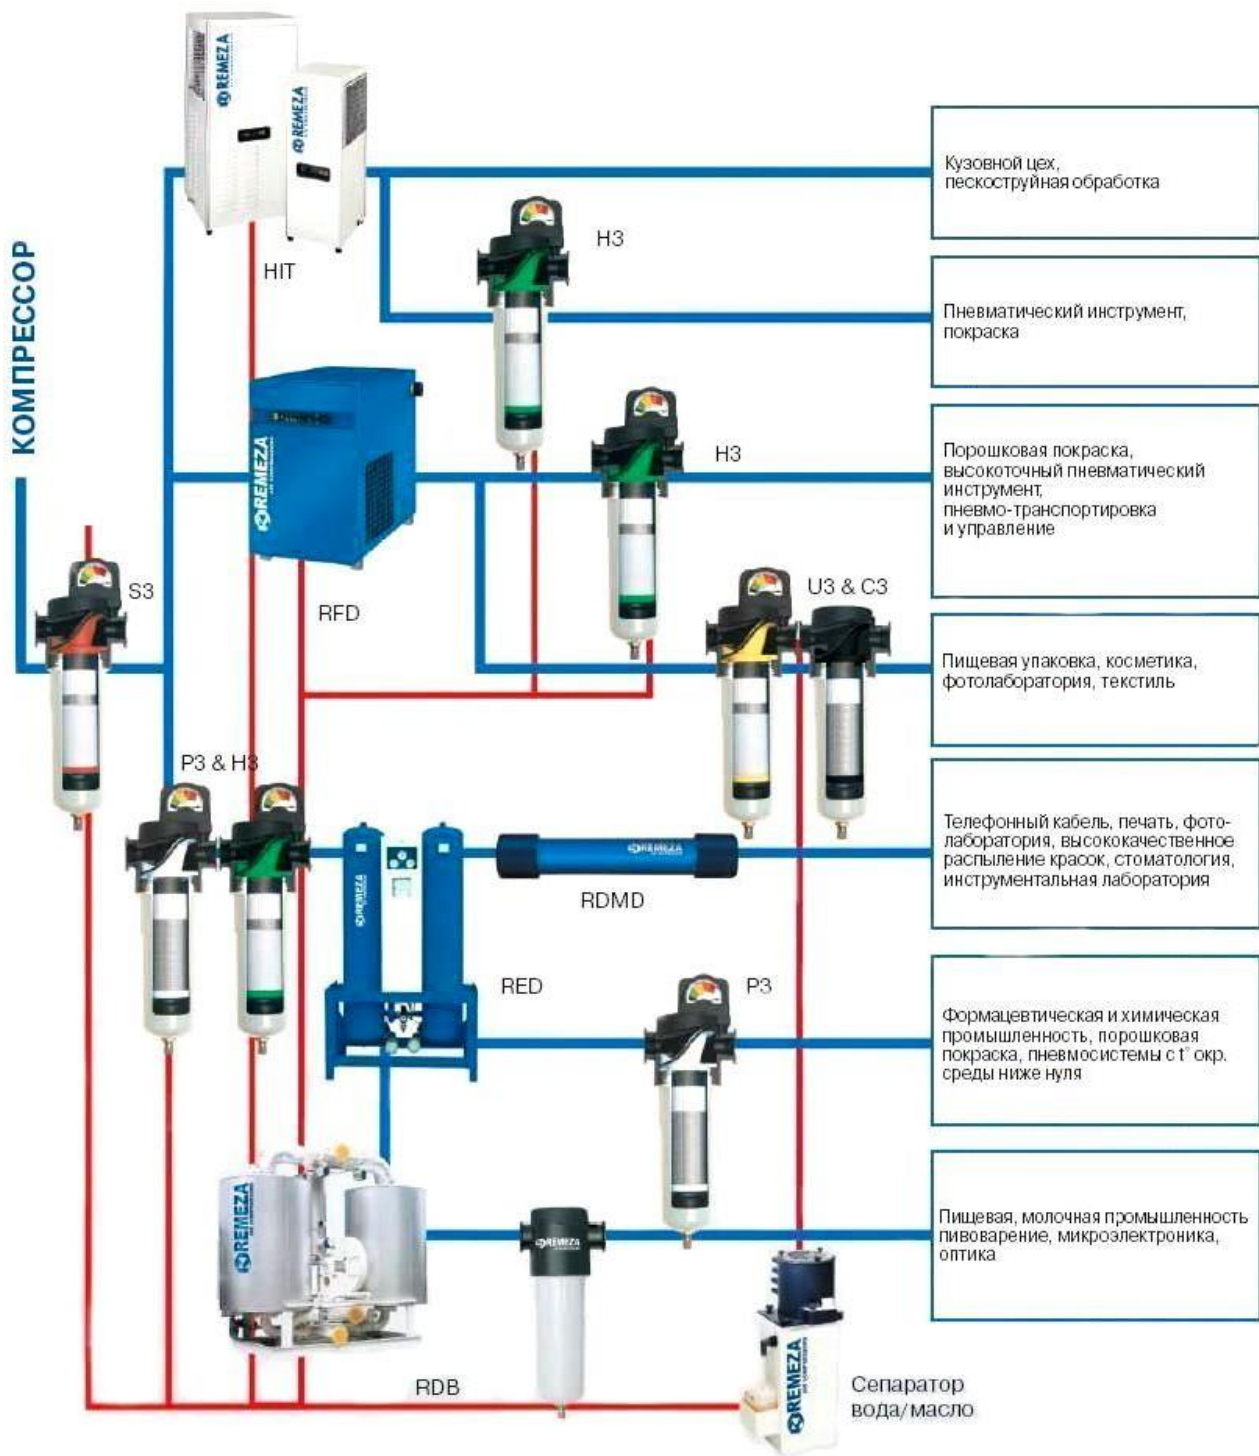 REMEZA
REMEZA
Кузовной цех,
пескоструйная обработка
H3
КОМПРЕССОР
HIT
Пневматический инструмент,
покраска
REMEZA
H3
Порошковая покраска,
высокоточный пневматический
инструмент,
пневмо-транспортировка
и управление
S3
RFD
U3 & C3
Пищевая упаковка, косметика,
фотолаборатория, текстиль
P3 & H3
REMEZA
REMEZA
RDMD
Телефонный кабель, печать, фото-
лаборатория, высококачественное
распыление красок, стоматология,
инструментальная лаборатория
RED
P3
Формацевтическая и химическая
промышленность, порошковая
покраска, пневмосистемы с t° окр.
среды ниже нуля
REMEZA
REMEZA
Пищевая, молочная промышленность
пивоварение, микроэлектроника,
оптика
RDB
REMEZA
Сепаратор
вода/масло